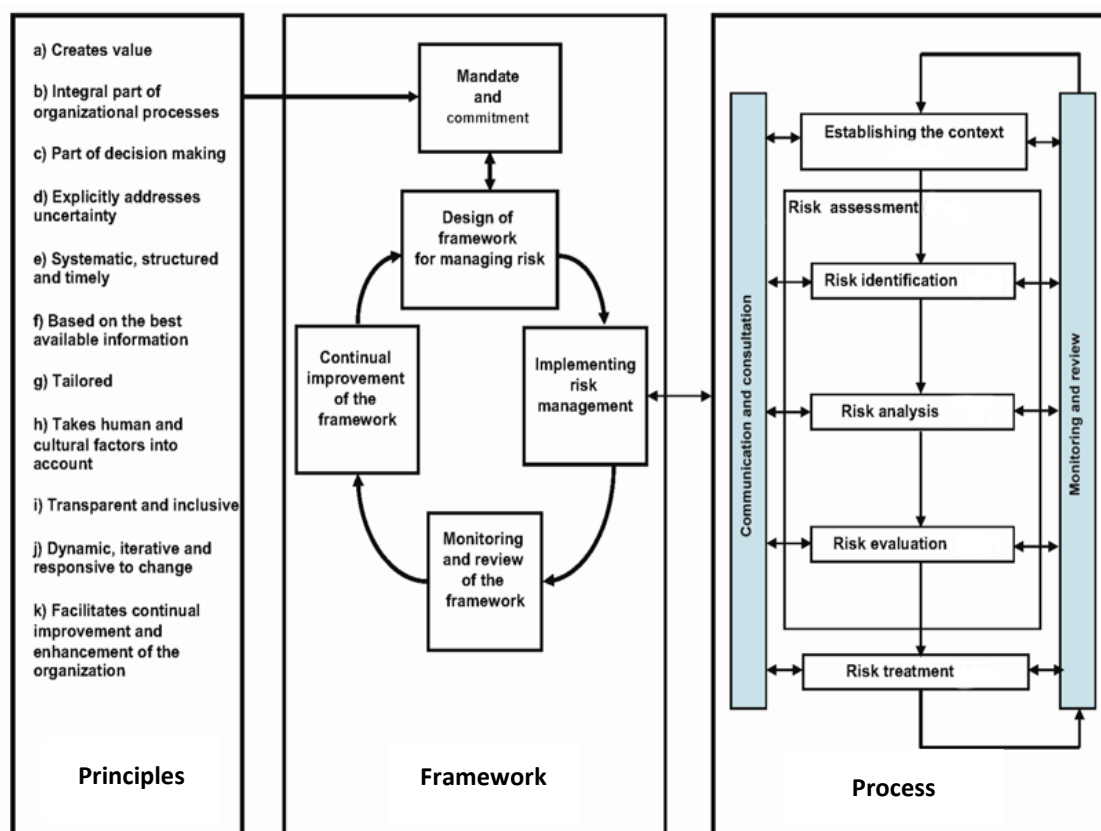 a) Creates value
b) Integral part of
organizational processes
c) Part of decision making
d) Explicitly addresses
uncertainty
e) Systematic, structured
and timely
f) Based on the best
available information
g) Tailored
h) Takes human and
cultural factors into
account
i) Transparent and inclusive
j) Dynamic, iterative and
responsive to change
k) Facilitates continual
improvement and
enhancement of the
organization
Principles
Mandate
and
commitment
Design of
framework
for managing risk
Continual
improvement
of the
framework
Implementing
risk
management
Monitoring
and review
of the
framework
Framework
Communication and consultation
Establishing the context
Risk assessment
Risk identification
Risk analysis
Risk evaluation
Risk treatment
Monitoring and review
Process